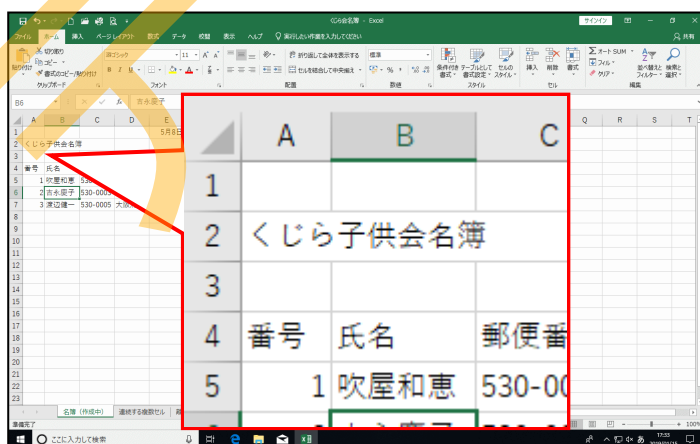 くじら会名簿 - Excel
サインイン
ファイル ホーム 挿入 ページ レイアウト 数式 データ 校閲 表示 ヘルプ 実行したい作業を入力してください 共有
貼り付け 切り取り コピー 書式のコピー/貼り付け
游ゴシック 11 折り返して全体を表示する 標準
B I U セルを結合して中央揃え
条件付き書式 テーブルとして書式設定 セルのスタイル 挿入 削除 書式
オート SUM フィル クリア 並べ替えとフィルター 検索と選択
クリップボード フォント 配置 数値 スタイル セル 編集
B6 吉永慶子
A B C D E Q R S T
1 5月8日
2 くじら子供会名簿
3
4 番号 氏名
5 1 吹屋和恵
6 2 吉永慶子 530-0003
7 3 渡辺健一 530-0005
8
9
10
11
12
13
14
15
16
17
18
19
20
21
22
23
A B C
1
2 くじら子供会名簿
3
4 番号 氏名 郵便番
5 1 吹屋和恵 530-00
名簿 (作成中) 連続する複数セル
準備完了 100
ここに入力して検索
17:33